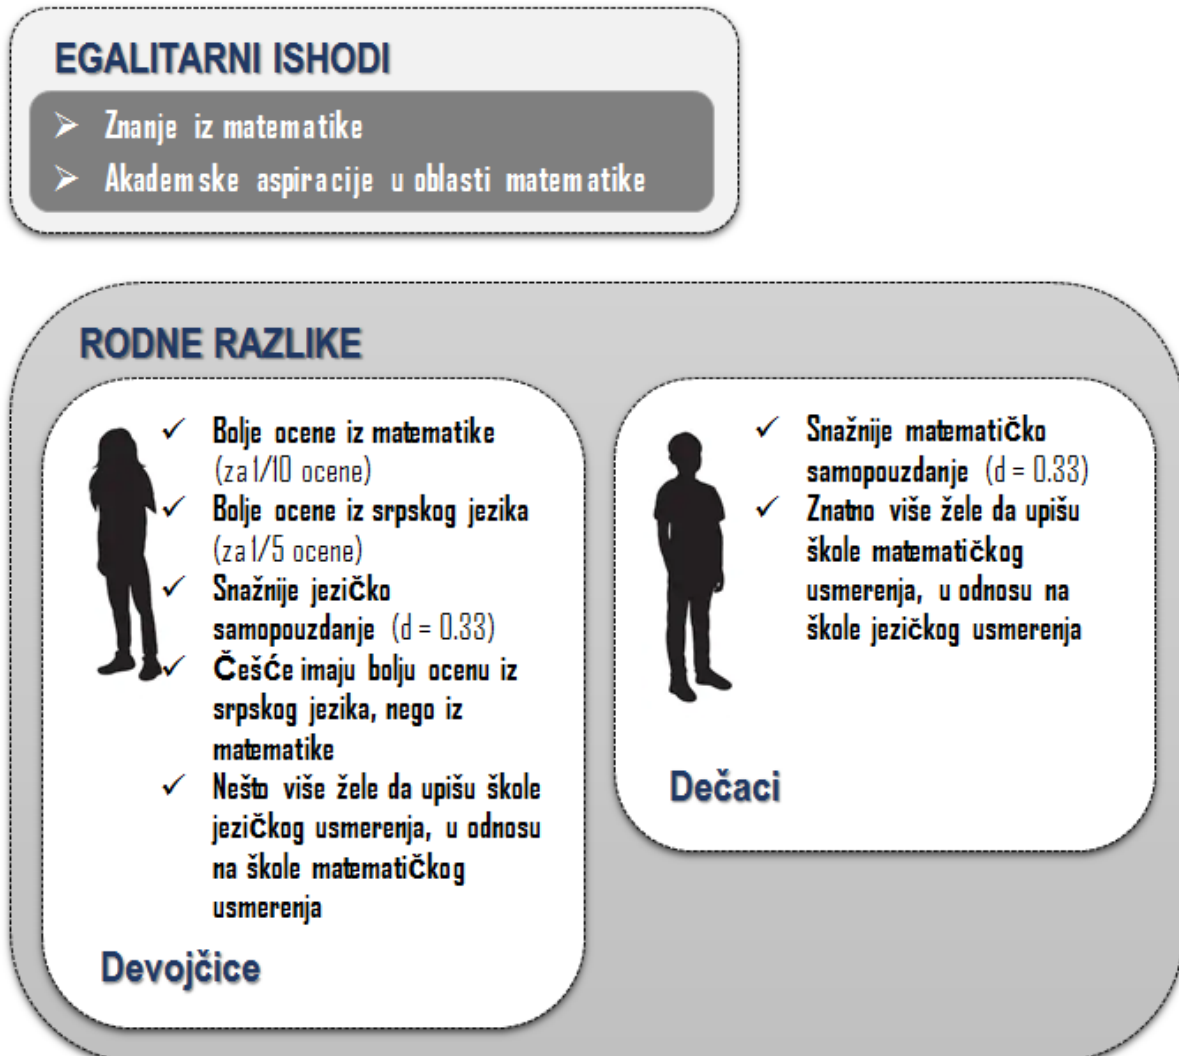 EGALITARNI ISHODI
➢ Znanje iz matematike
➢ Akademske aspiracije u oblasti matematike
RODNE RAZLIKE
✓ Bolje ocene iz matematike
(za 1/10 ocene)
✓ Bolje ocene iz srpskog jezika
(za 1/5 ocene)
✓ Snažnije jezičko
samopouzdanje (d = 0.33)
✓ Češće imaju bolju ocenu iz
srpskog jezika, nego iz
matematike
✓ Nešto više žele da upišu škole
jezičkog usmerenja, u odnosu
na škole matematičkog
usmerenja
Devojčice
✓ Snažnije matematičko
samopouzdanje (d = 0.33)
✓ Znatno više žele da upišu
škole matematičkog
usmerenja, u odnosu na
škole jezičkog usmerenja
Dečaci